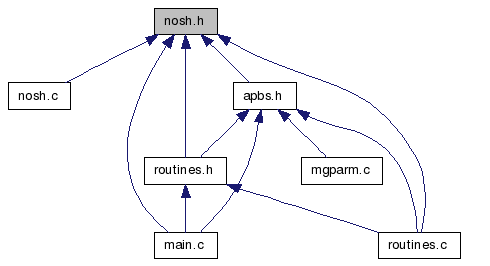 nosh.h
nosh.c
apbs.h
routines.h
mgparm.c
main.c
routines.c